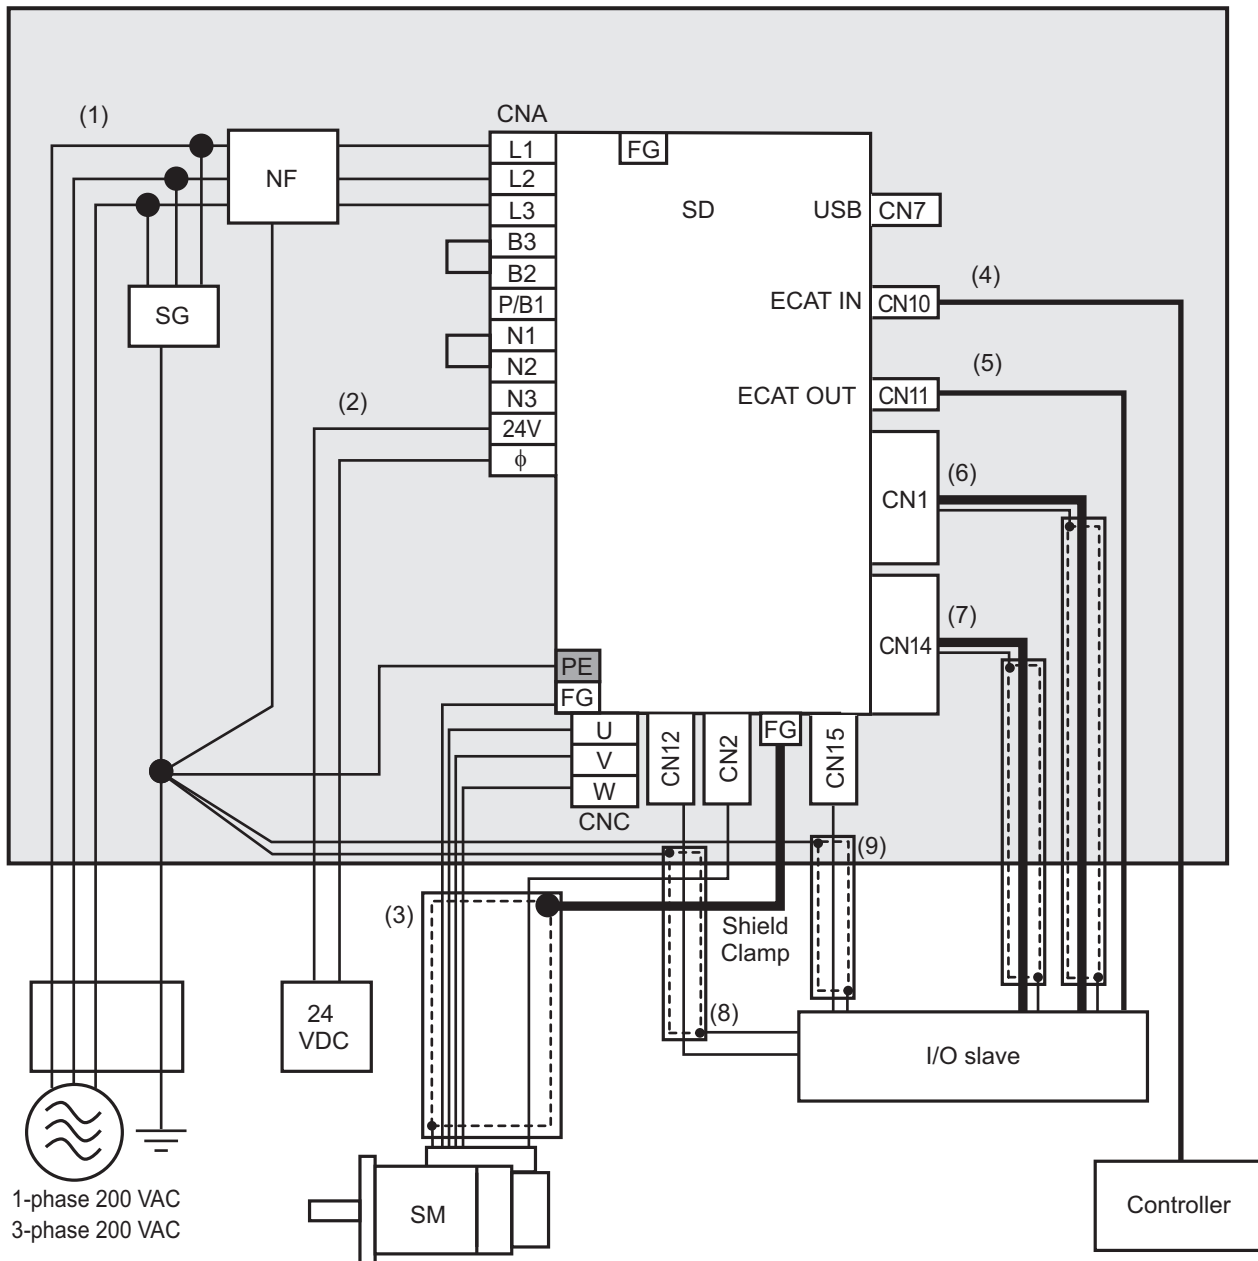 (1)
CNA
NF
L1
FG
L2
L3
SD
USB
CN7
B3
B2
SG
P/B1
ECAT IN
CN10
(4)
N1
N2
N3
ECAT OUT
CN11
(5)
(2)
24V
ϕ
CN1
(6)
CN14
(7)
PE
FG
U
V
W
CNC
CN12
CN2
FG
CN15
(9)
(3)
Shield
Clamp
(8)
24
VDC
I/O slave
1-phase 200 VAC
3-phase 200 VAC
SM
Controller